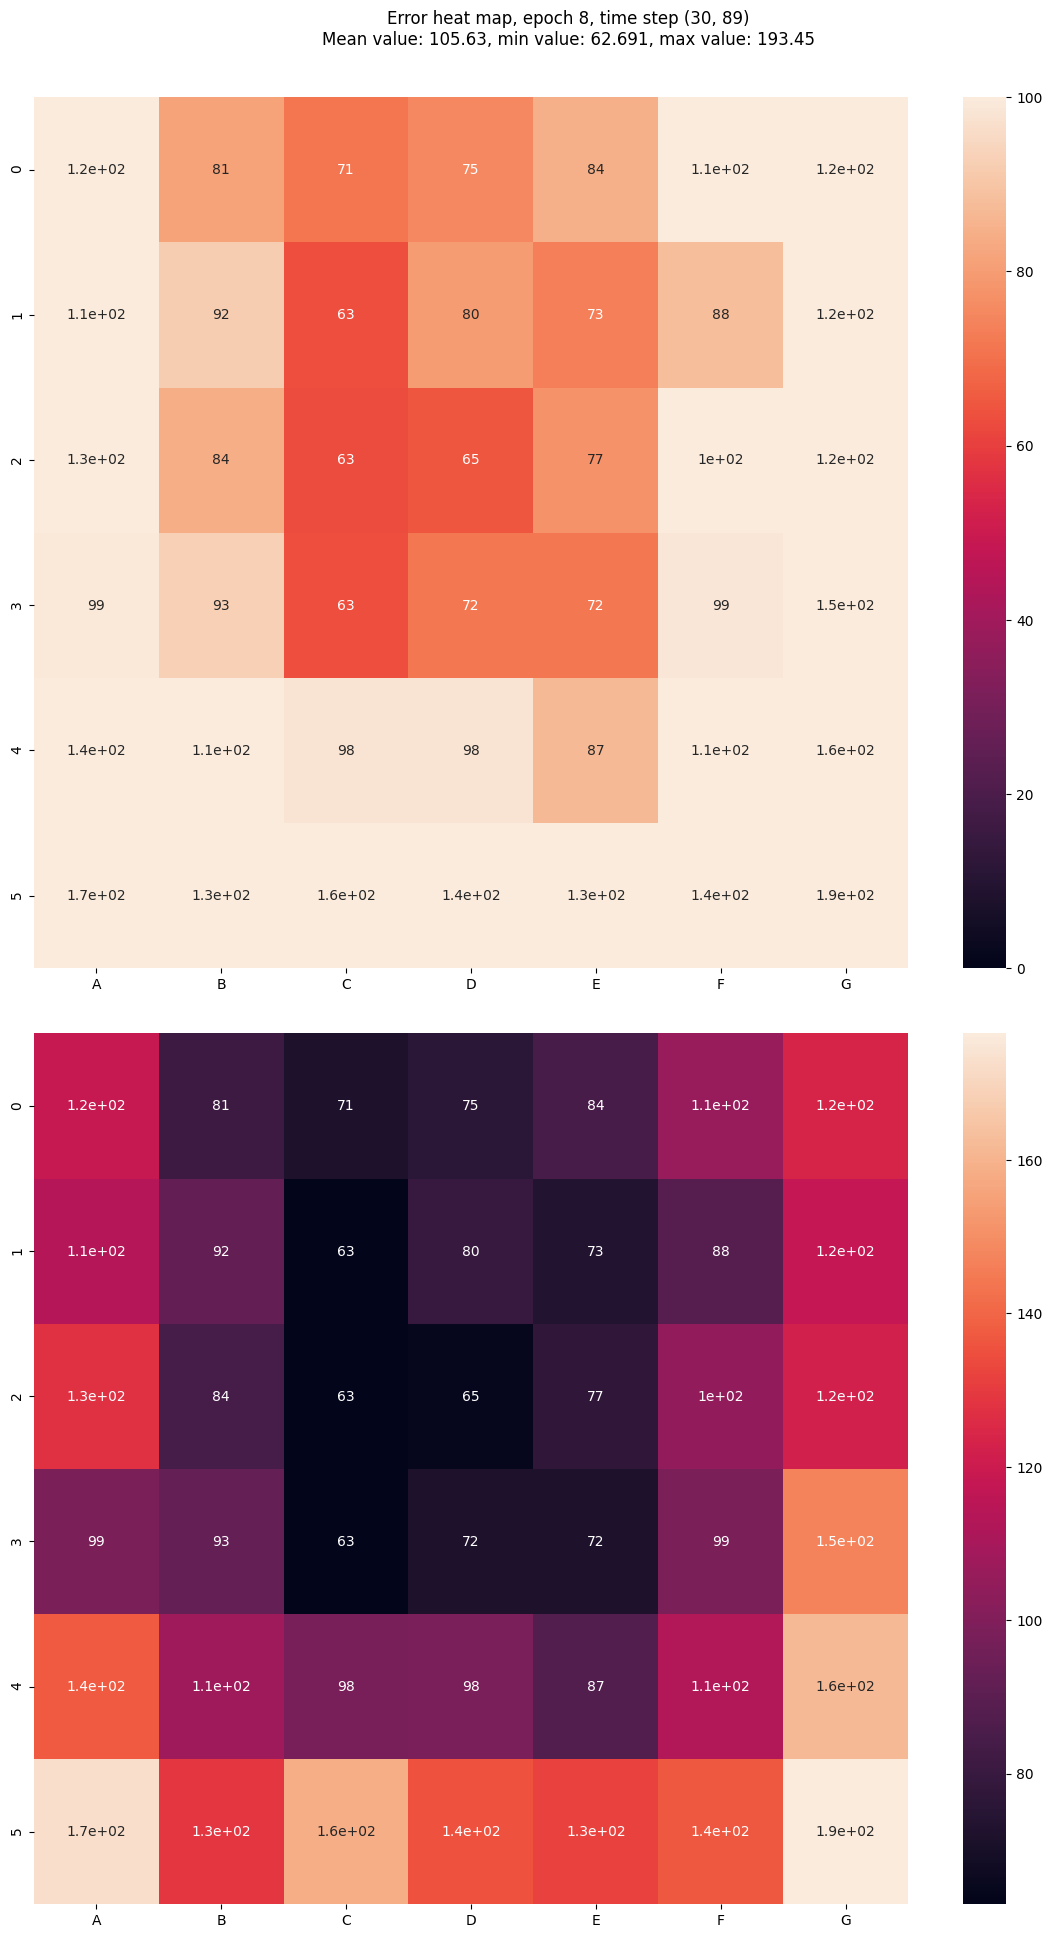 Error heat map, epoch 8, time step (30, 89)
Mean value: 105.63, min value: 62.691, max value: 193.45
0 1.2e+02 81 71 75 84 1.1e+02 1.2e+02
1 1.1e+02 92 63 80 73 88 1.2e+02
2 1.3e+02 84 63 65 77 1e+02 1.2e+02
3 99 93 63 72 72 99 1.5e+02
4 1.4e+02 1.1e+02 98 98 87 1.1e+02 1.6e+02
5 1.7e+02 1.3e+02 1.6e+02 1.4e+02 1.3e+02 1.4e+02 1.9e+02
A B C D E F G
100
80
60
40
20
0
0 1.2e+02 81 71 75 84 1.1e+02 1.2e+02
1 1.1e+02 92 63 80 73 88 1.2e+02
2 1.3e+02 84 63 65 77 1e+02 1.2e+02
3 99 93 63 72 72 99 1.5e+02
4 1.4e+02 1.1e+02 98 98 87 1.1e+02 1.6e+02
5 1.7e+02 1.3e+02 1.6e+02 1.4e+02 1.3e+02 1.4e+02 1.9e+02
A B C D E F G
160
140
120
100
80